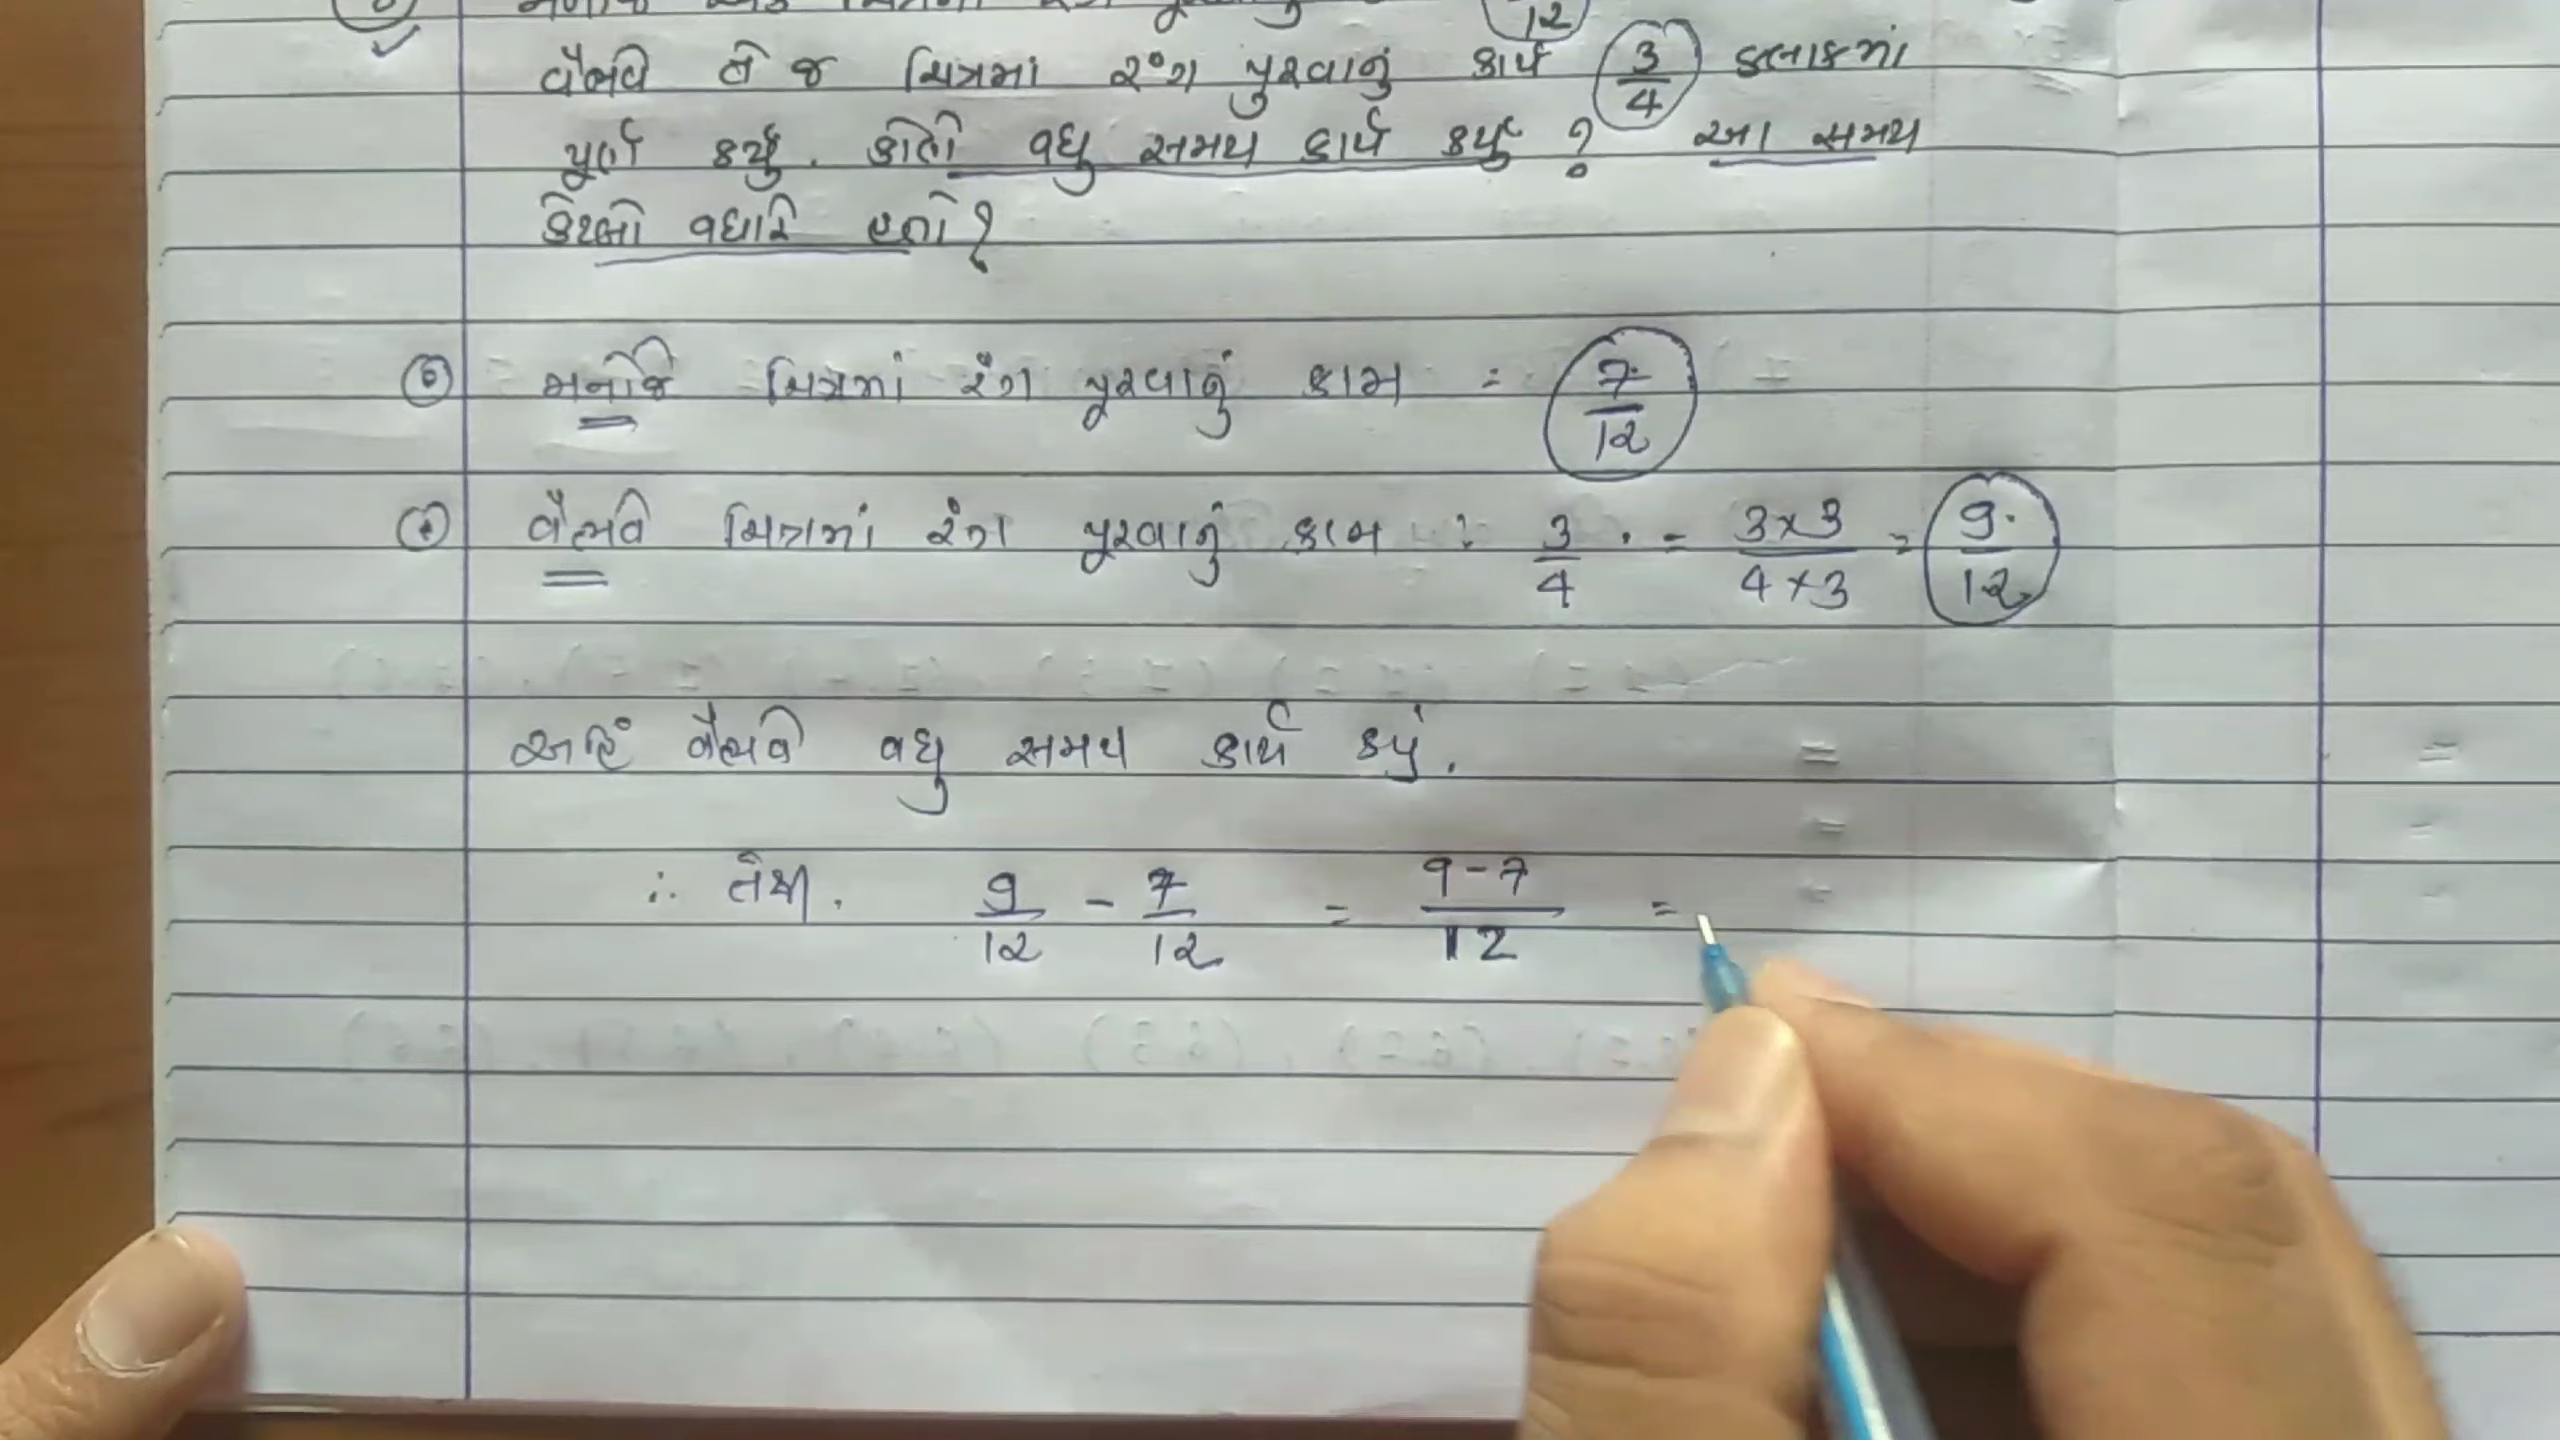 12
વૈભવે તે જ ચિત્રમાં રંગ પુરવાનું કાર્ય 3/4 કલાકમાં
પૂર્ણ કર્યું. કોણે વધુ સમય કાર્ય કર્યું? આ સમય
કેટલો વધારે હતો?
મનોજે ચિત્રમાં રંગ પૂરવાનું કામ = 7/12
વૈભવે ચિત્રમાં રંગ પૂરવાનું કામ : 3/4 . = 3×3/4×3 = 9/12
અહિં વૈભવે વધુ સમય કાર્ય કર્યું.
∴ તેથી. 9/12 - 7/12 = 9-7/12 =